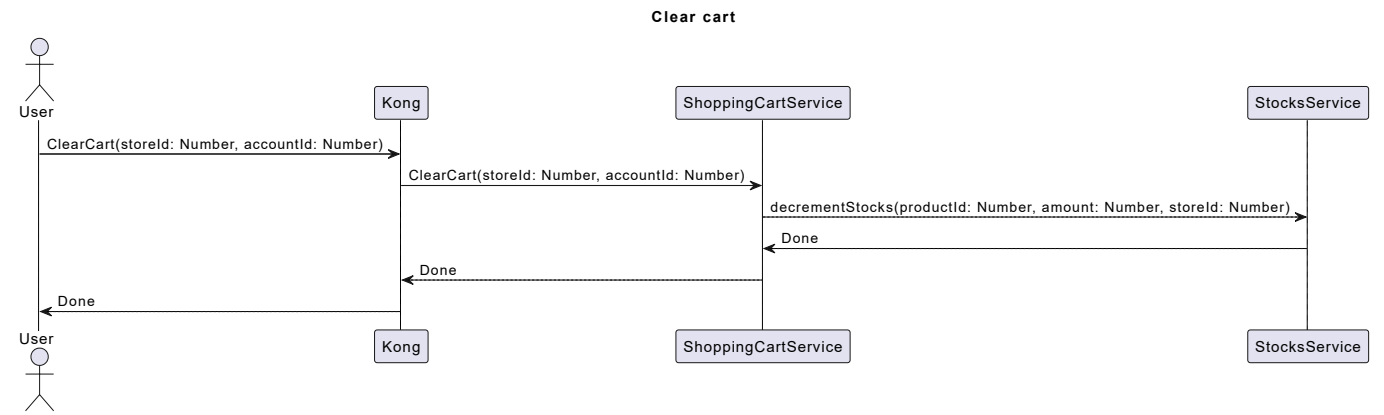 Clear cart
User
Kong
ShoppingCartService
StocksService
ClearCart(storeId: Number, accountId: Number)
ClearCart(storeId: Number, accountId: Number)
decrementStocks(productId: Number, amount: Number, storeId: Number)
Done
Done
Done
User
Kong
ShoppingCartService
StocksService